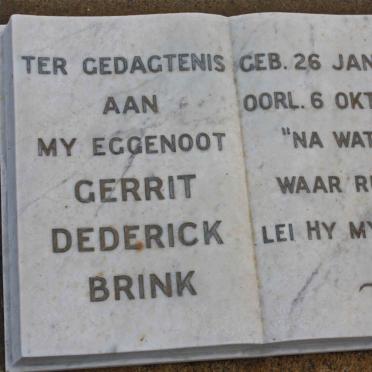 TER GEDAGTENIS
AAN
MY EGGENOOT
GERRIT
DEDERICK
BRINK
GEB. 26 JAN
OORL. 6 OKT
"NA WAT
WAAR R
LEI HY MY